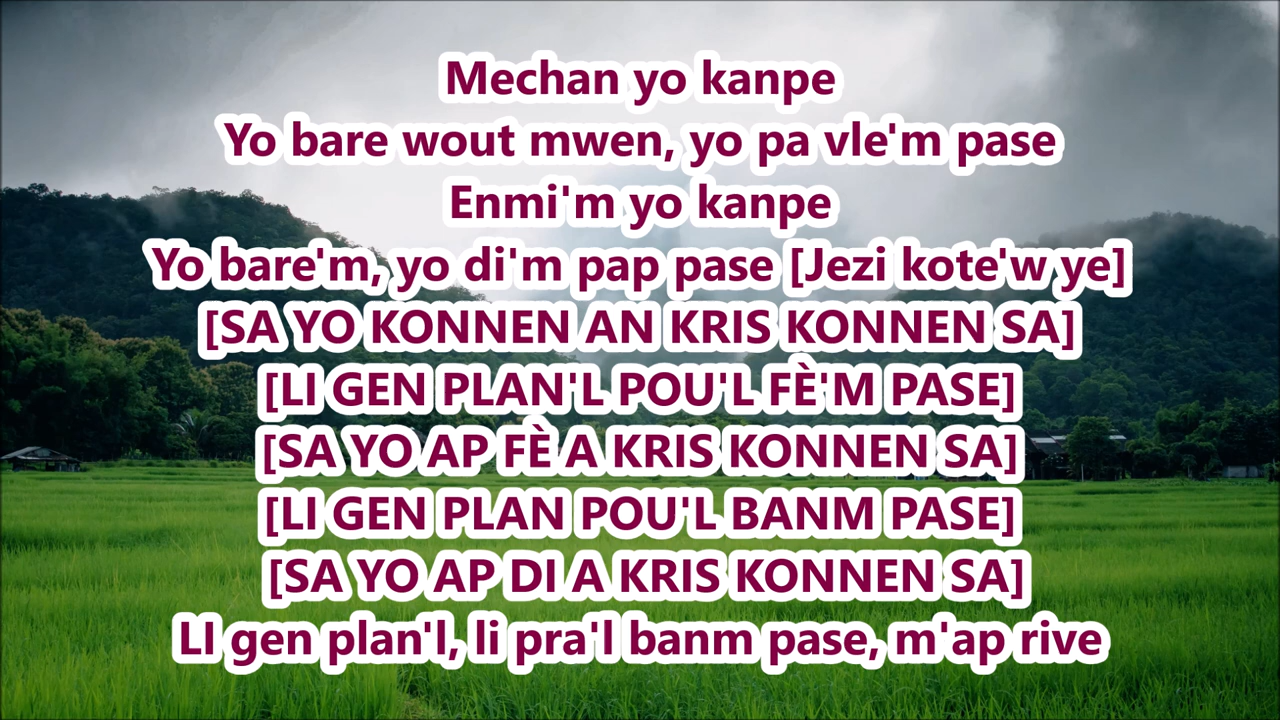 Mechan yo kanpe
Yo bare wout mwen, yo pa vle'm pase
Enmi'm yo kanpe
Yo bare'm, yo di'm pap pase [Jezi kote'w ye]
[SA YO KONNEN AN KRIS KONNEN SA]
[LI GEN PLAN'L POU'L FÈ'M PASE]
[SA YO AP FÈ A KRIS KONNEN SA]
[LI GEN PLAN POU'L BANM PASE]
[SA YO AP DI A KRIS KONNEN SA]
LI gen plan'l, li pra'l banm pase, m'ap rive